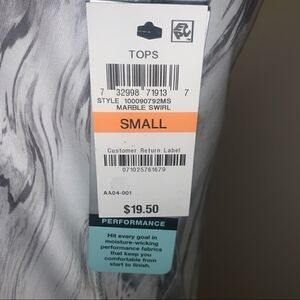 TOPS
7 32998 71913 7
STYLE 100090792MS
MARBLE SWIRL
SMALL
Customer Return Label
071025761679
AA04-001
$19.50
PERFORMANCE
Hit every goal in
moisture-wicking
performance fabrics
that keep you
comfortable from
start to finish.